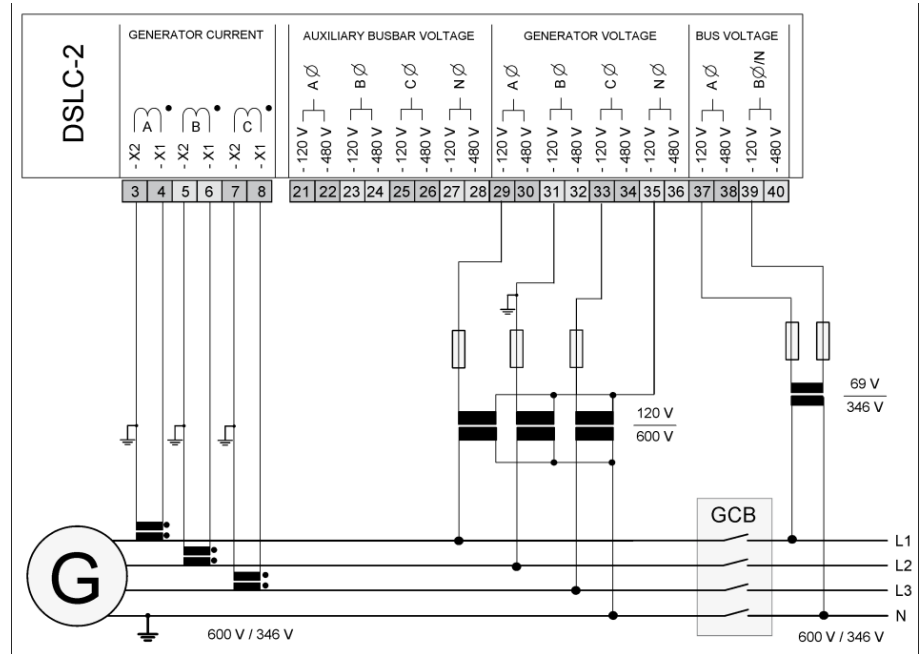 DSLC-2
GENERATOR CURRENT
AUXILIARY BUSBAR VOLTAGE
GENERATOR VOLTAGE
BUS VOLTAGE
A B C
A Ø B Ø C Ø N Ø A Ø B Ø C Ø N Ø A Ø BØ/N
- X2 - X1 - X2 - X1 - X2 - X1
- 120 V - 480 V - 120 V - 480 V - 120 V - 480 V - 120 V - 480 V
- 120 V - 480 V - 120 V - 480 V - 120 V - 480 V - 120 V - 480 V
- 120 V - 480 V - 120 V - 480 V
3 4 5 6 7 8
21 22 23 24 25 26 27 28 29 30 31 32 33 34 35 36 37 38 39 40
69 V
346 V
120 V
600 V
GCB
G
L1
L2
L3
N
600 V / 346 V
600 V / 346 V